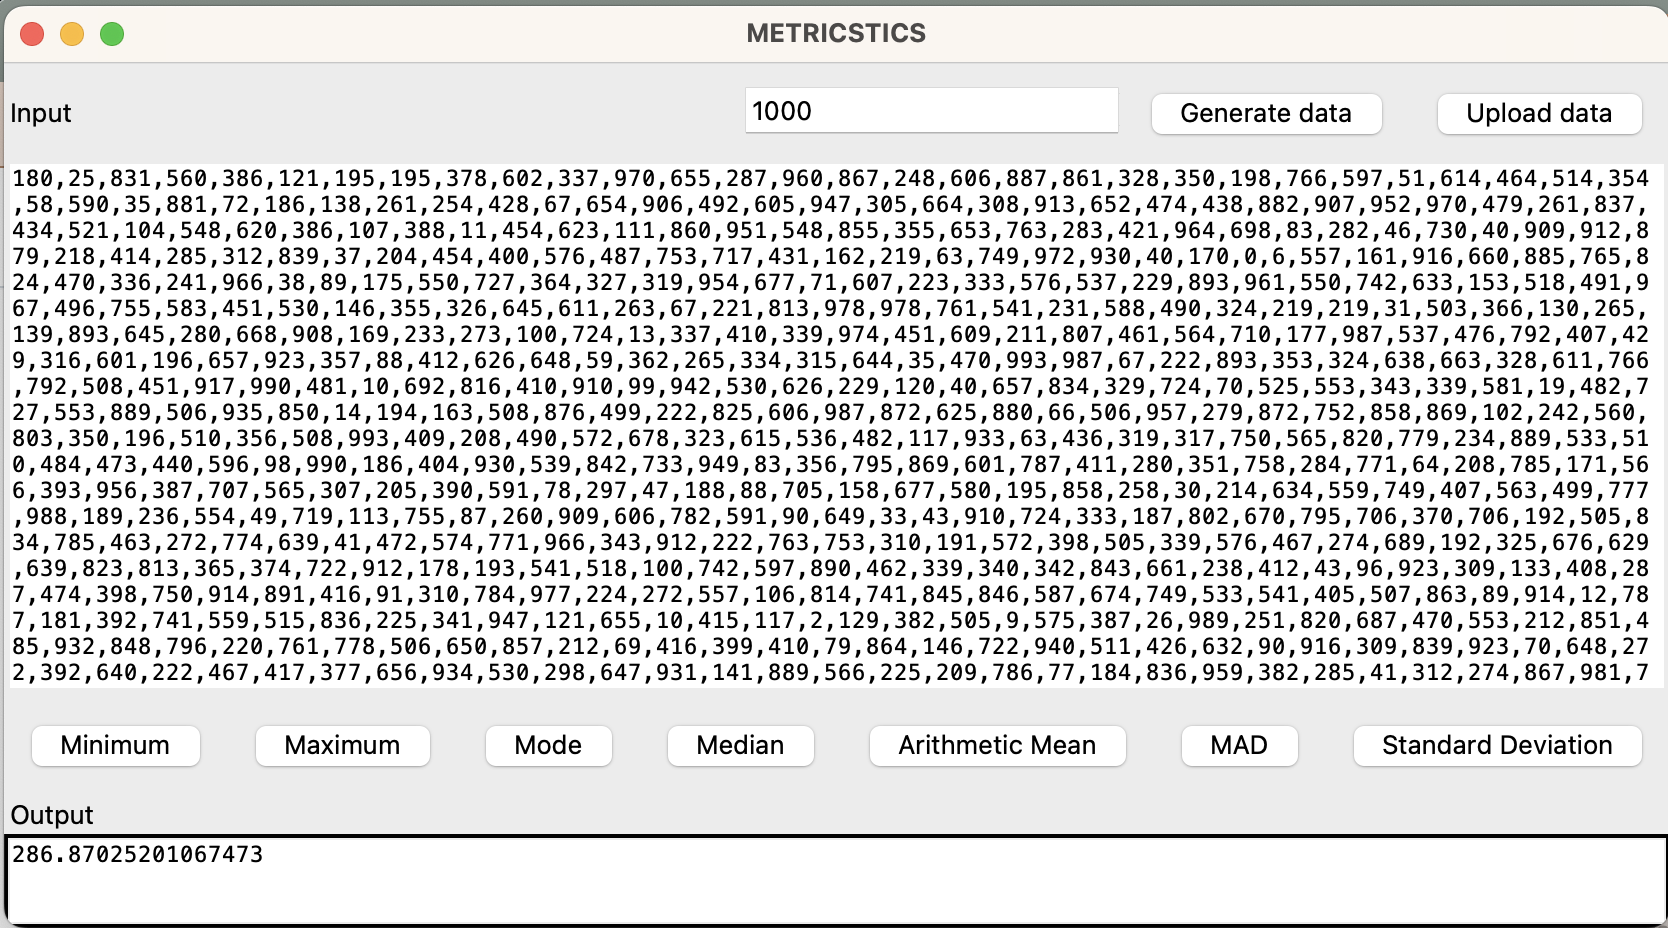 METRICSTICS
Input
1000
Generate data
Upload data
180,25,831,560,386,121,195,195,378,602,337,970,655,287,960,867,248,606,887,861,328,350,198,766,597,51,614,464,514,354
,58,590,35,881,72,186,138,261,254,428,67,654,906,492,605,947,305,664,308,913,652,474,438,882,907,952,970,479,261,837,
434,521,104,548,620,386,107,388,11,454,623,111,860,951,548,855,355,653,763,283,421,964,698,83,282,46,730,40,909,912,8
79,218,414,285,312,839,37,204,454,400,576,487,753,717,431,162,219,63,749,972,930,40,170,0,6,557,161,916,660,885,765,8
24,470,336,241,966,38,89,175,550,727,364,327,319,954,677,71,607,223,333,576,537,229,893,961,550,742,633,153,518,491,9
67,496,755,583,451,530,146,355,326,645,611,263,67,221,813,978,978,761,541,231,588,490,324,219,219,31,503,366,130,265,
139,893,645,280,668,908,169,233,273,100,724,13,337,410,339,974,451,609,211,807,461,564,710,177,987,537,476,792,407,42
9,316,601,196,657,923,357,88,412,626,648,59,362,265,334,315,644,35,470,993,987,67,222,893,353,324,638,663,328,611,766
,792,508,451,917,990,481,10,692,816,410,910,99,942,530,626,229,120,40,657,834,329,724,70,525,553,343,339,581,19,482,7
27,553,889,506,935,850,14,194,163,508,876,499,222,825,606,987,872,625,880,66,506,957,279,872,752,858,869,102,242,560,
803,350,196,510,356,508,993,409,208,490,572,678,323,615,536,482,117,933,63,436,319,317,750,565,820,779,234,889,533,51
0,484,473,440,596,98,990,186,404,930,539,842,733,949,83,356,795,869,601,787,411,280,351,758,284,771,64,208,785,171,56
6,393,956,387,707,565,307,205,390,591,78,297,47,188,88,705,158,677,580,195,858,258,30,214,634,559,749,407,563,499,777
,988,189,236,554,49,719,113,755,87,260,909,606,782,591,90,649,33,43,910,724,333,187,802,670,795,706,370,706,192,505,8
34,785,463,272,774,639,41,472,574,771,966,343,912,222,763,753,310,191,572,398,505,339,576,467,274,689,192,325,676,629
,639,823,813,365,374,722,912,178,193,541,518,100,742,597,890,462,339,340,342,843,661,238,412,43,96,923,309,133,408,28
7,474,398,750,914,891,416,91,310,784,977,224,272,557,106,814,741,845,846,587,674,749,533,541,405,507,863,89,914,12,78
7,181,392,741,559,515,836,225,341,947,121,655,10,415,117,2,129,382,505,9,575,387,26,989,251,820,687,470,553,212,851,4
85,932,848,796,220,761,778,506,650,857,212,69,416,399,410,79,864,146,722,940,511,426,632,90,916,309,839,923,70,648,27
2,392,640,222,467,417,377,656,934,530,298,647,931,141,889,566,225,209,786,77,184,836,959,382,285,41,312,274,867,981,7
Minimum
Maximum
Mode
Median
Arithmetic Mean
MAD
Standard Deviation
Output
286.87025201067473